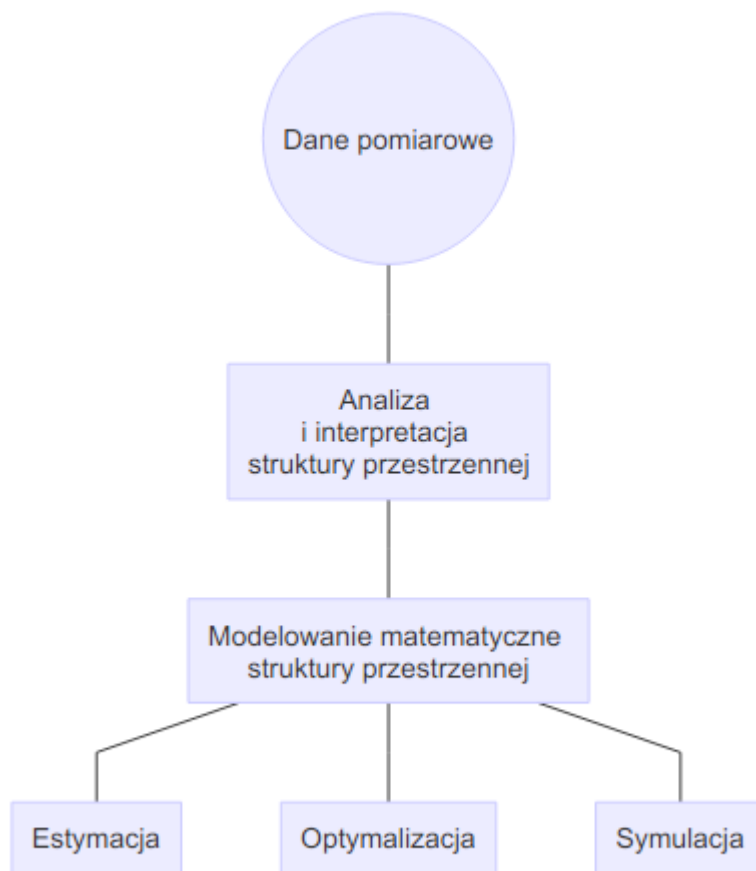 Dane pomiarowe
Analiza
i interpretacja
struktury przestrzennej
Modelowanie matematyczne
struktury przestrzennej
Estymacja
Optymalizacja
Symulacja